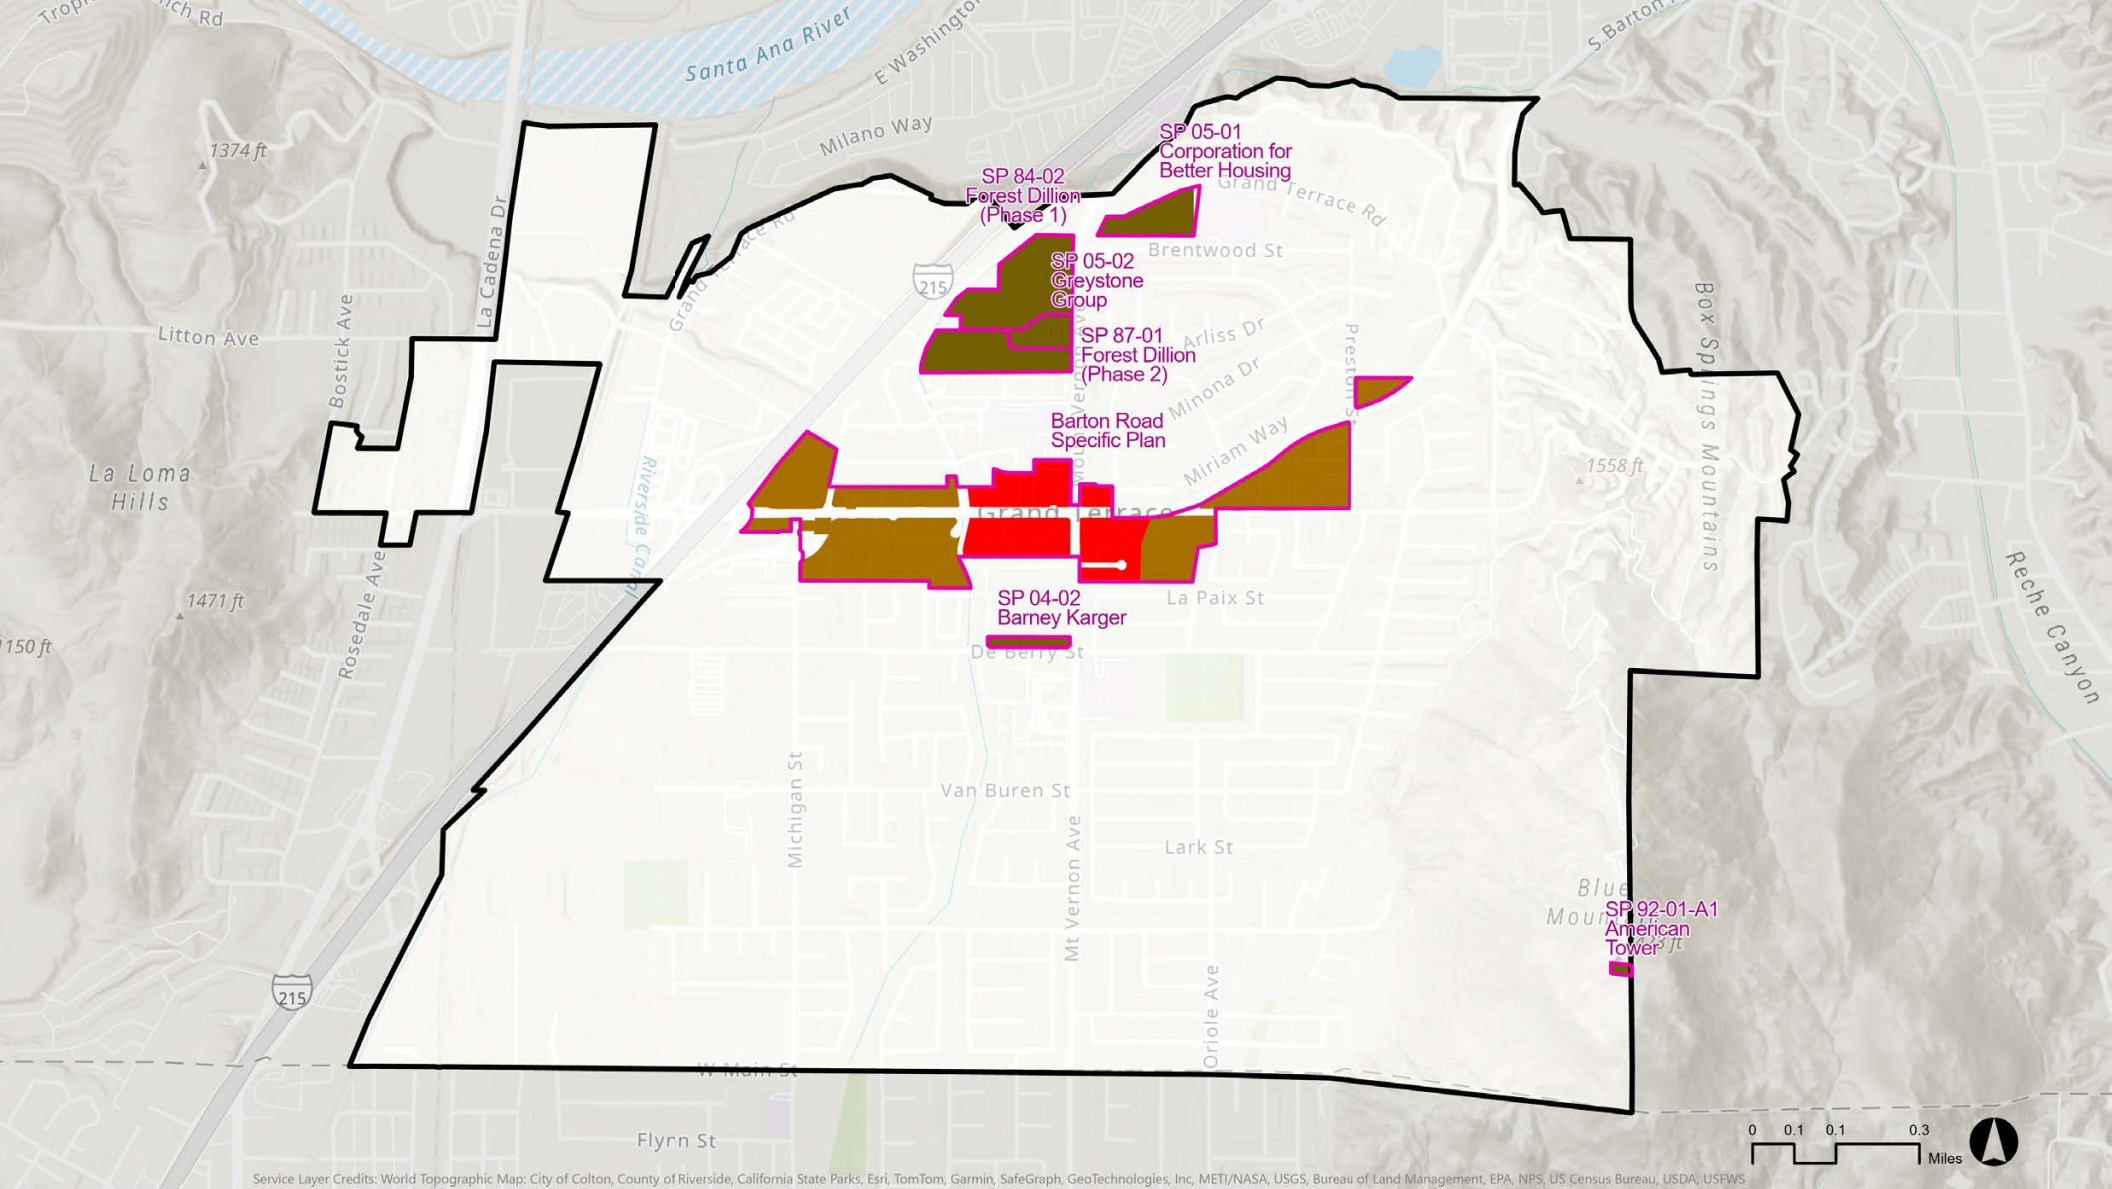 Santa Ana River
E Washington
S Barton
Milano Way
1374 ft
SP 05-01
Corporation for
Better Housing
SP 84-02
Forest Dillion
(Phase 1)
Grand Terrace Rd
La Cadena Dr
Brentwood St
SP 05-02
Greystone
Group
215
Bostick Ave
Litton Ave
Arliss Dr
SP 87-01
Forest Dillion
(Phase 2)
Minona Dr
Box Springs Mountains
Barton Road
Specific Plan
Miriam Way
La Loma
Hills
Riverside Canal
1558 ft
Grand Terrace
Rosedale Ave
1471 ft
SP 04-02
Barney Karger
La Paix St
1150 ft
De Berry St
Reche Canyon
Van Buren St
Michigan St
Lark St
Mt Vernon Ave
Blue
SP 92-01-A1
American
Tower
215
Oriole Ave
W Main St
Flynn St
0 0.1 0.1 0.3
Miles
Service Layer Credits: World Topographic Map: City of Colton, County of Riverside, California State Parks, Esri, TomTom, Garmin, SafeGraph, GeoTechnologies, Inc, METI/NASA, USGS, Bureau of Land Management, EPA, NPS, US Census Bureau, USDA, USFWS